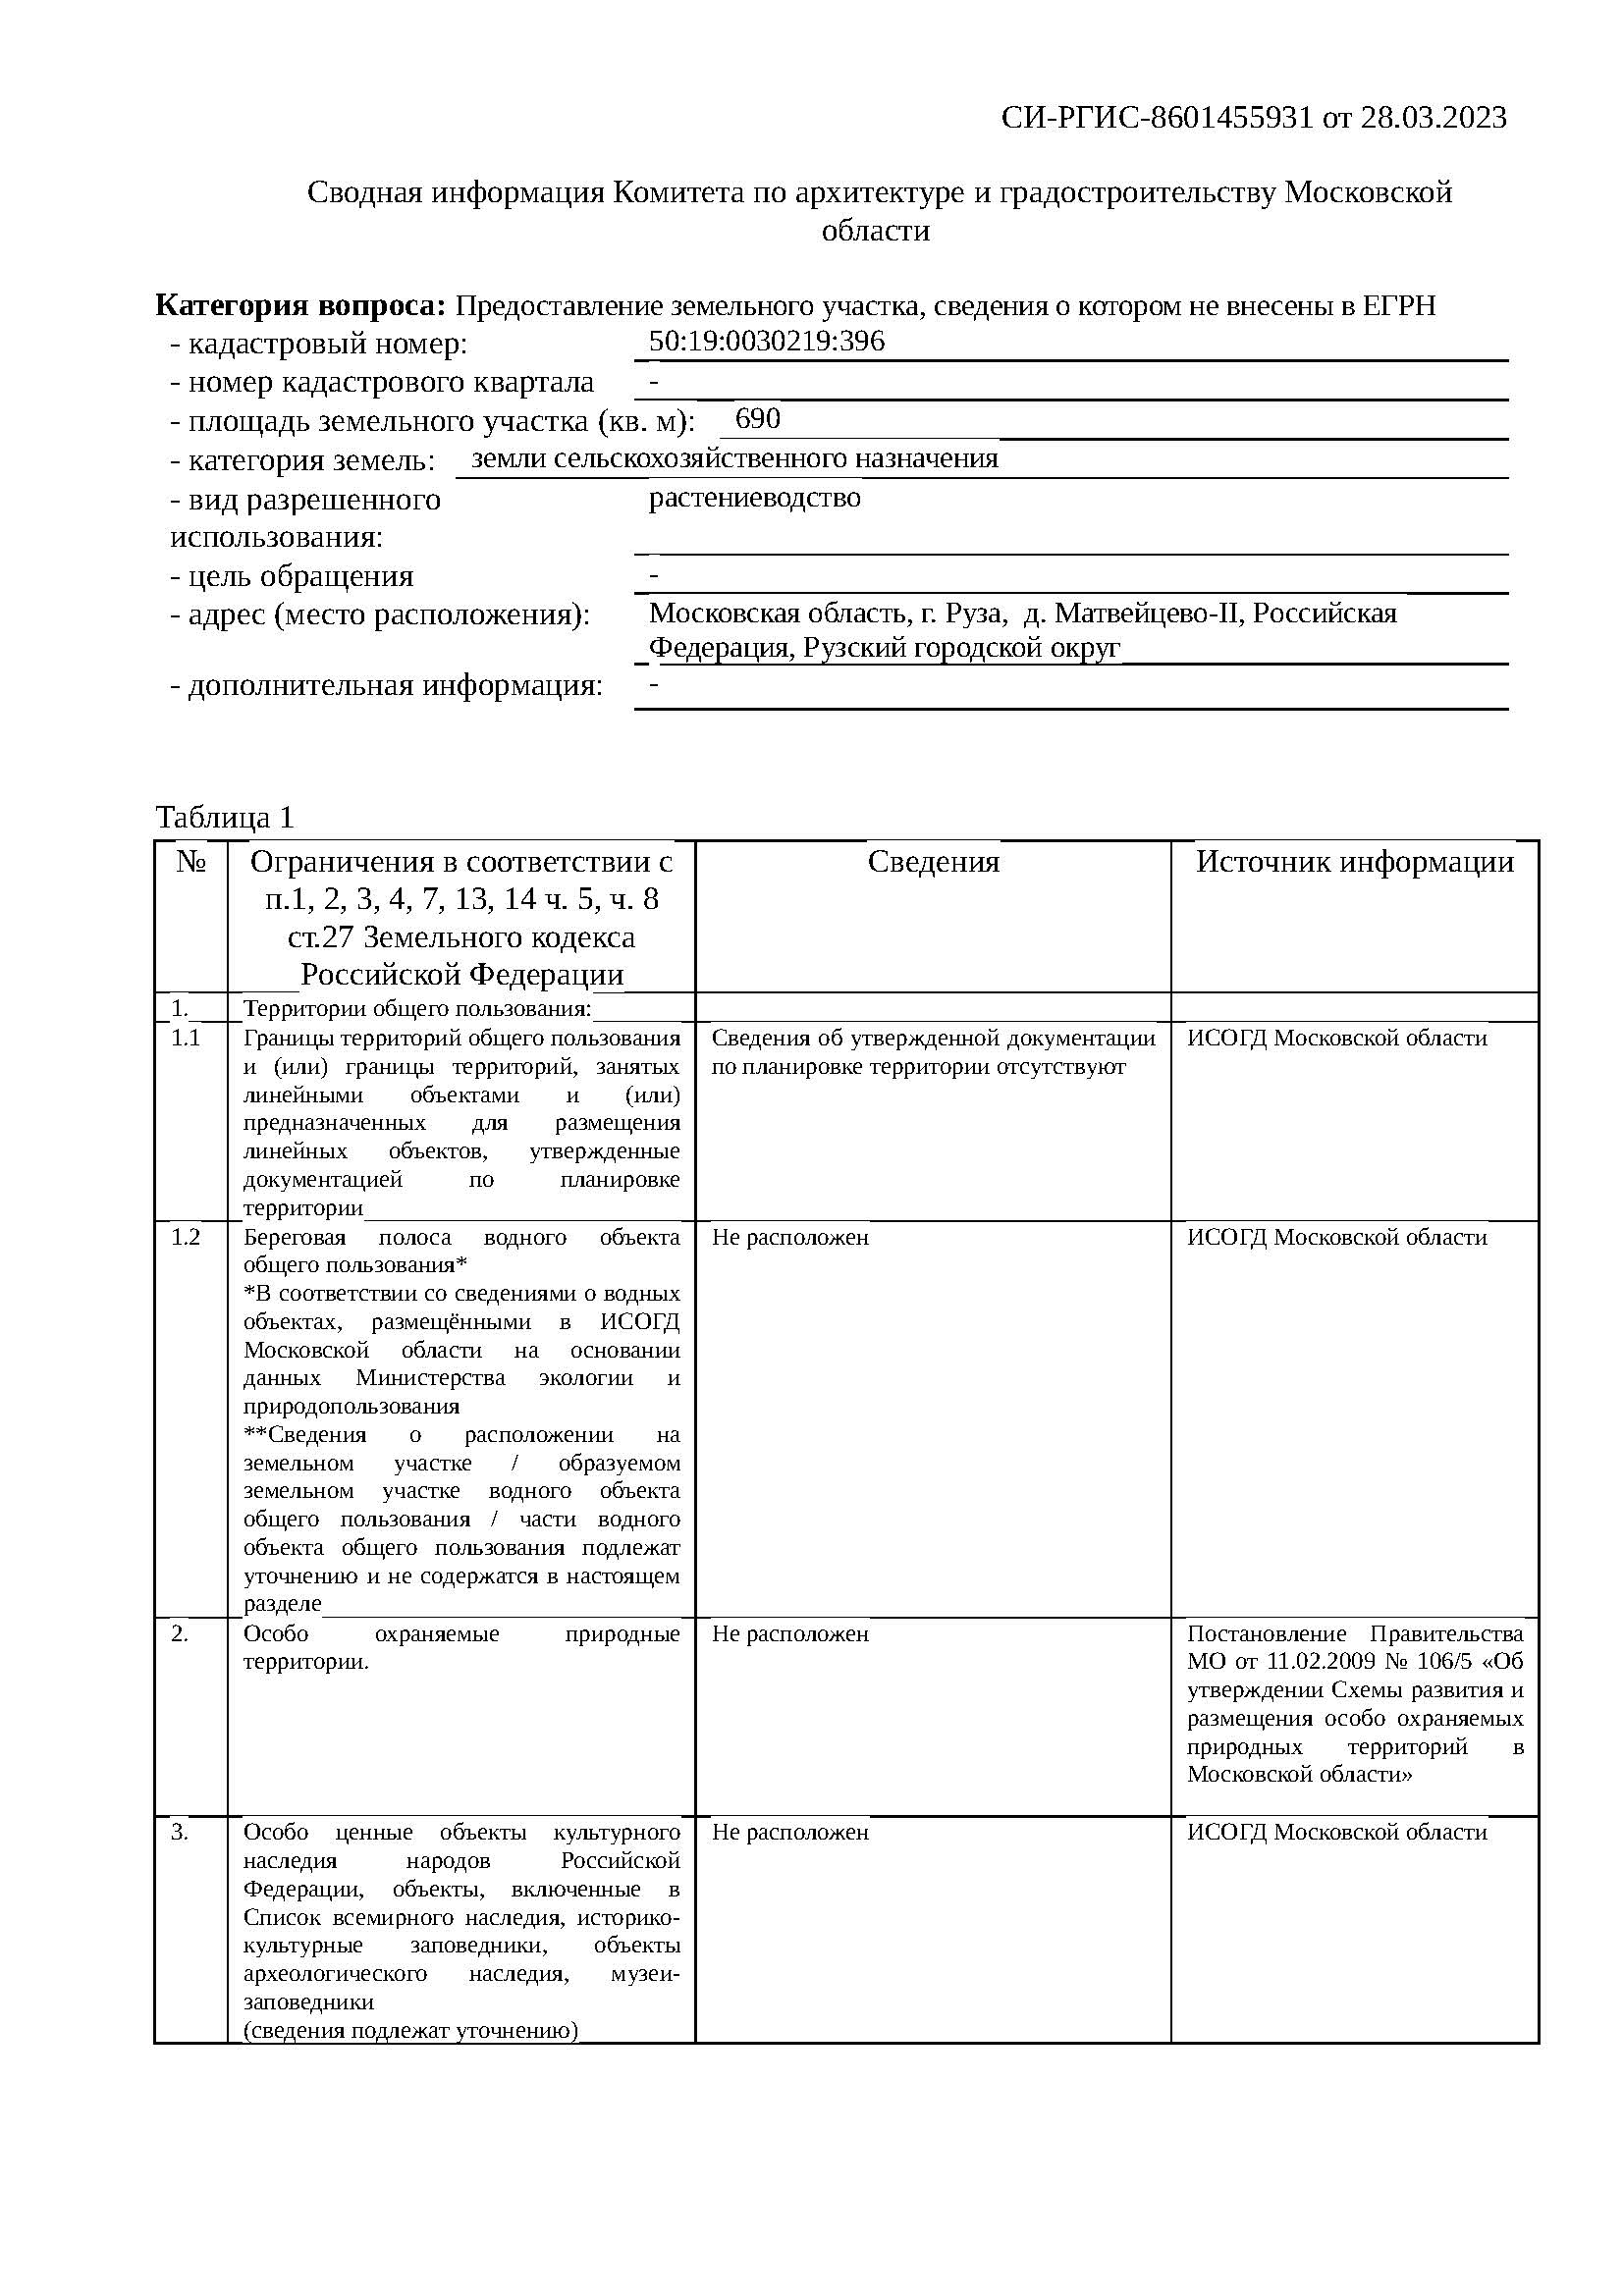 СИ-РГИС-8601455931 от 28.03.2023
Сводная информация Комитета по архитектуре и градостроительству Московской
области
Категория вопроса: Предоставление земельного участка, сведения о котором не внесены в ЕГРН
- кадастровый номер: 50:19:0030219:396
- номер кадастрового квартала -
- площадь земельного участка (кв. м): 690
- категория земель: земли сельскохозяйственного назначения
- вид разрешенного растениеводство
использования:
- цель обращения -
- адрес (место расположения): Московская область, г. Руза, д. Матвейцево-II, Российская
Федерация, Рузский городской округ
- дополнительная информация: -
Таблица 1
№ Ограничения в соответствии с Сведения Источник информации
п.1, 2, 3, 4, 7, 13, 14 ч. 5, ч. 8
ст.27 Земельного кодекса
Российской Федерации
1. Территории общего пользования:
1.1 Границы территорий общего пользования Сведения об утвержденной документации ИСОГД Московской области
и (или) границы территорий, занятых по планировке территории отсутствуют
линейными объектами и (или)
предназначенных для размещения
линейных объектов, утвержденные
документацией по планировке
территории
1.2 Береговая полоса водного объекта Не расположен ИСОГД Московской области
общего пользования*
*В соответствии со сведениями о водных
объектах, размещёнными в ИСОГД
Московской области на основании
данных Министерства экологии и
природопользования
**Сведения о расположении на
земельном участке / образуемом
земельном участке водного объекта
общего пользования / части водного
объекта общего пользования подлежат
уточнению и не содержатся в настоящем
разделе
2. Особо охраняемые природные Не расположен Постановление Правительства
территории. МО от 11.02.2009 № 106/5 «Об
утверждении Схемы развития и
размещения особо охраняемых
природных территорий в
Московской области»
3. Особо ценные объекты культурного Не расположен ИСОГД Московской области
наследия народов Российской
Федерации, объекты, включенные в
Список всемирного наследия, историко-
культурные заповедники, объекты
археологического наследия, музеи-
заповедники
(сведения подлежат уточнению)